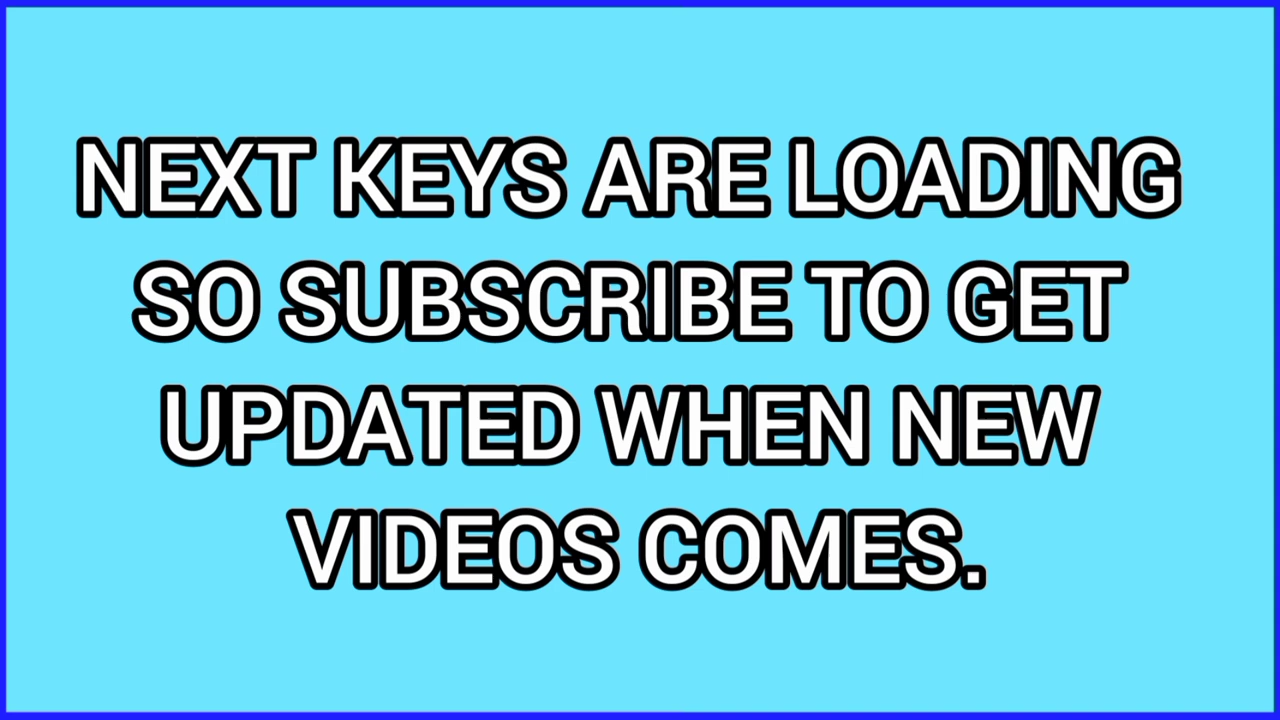 NEXT KEYS ARE LOADING
SO SUBSCRIBE TO GET
UPDATED WHEN NEW
VIDEOS COMES.